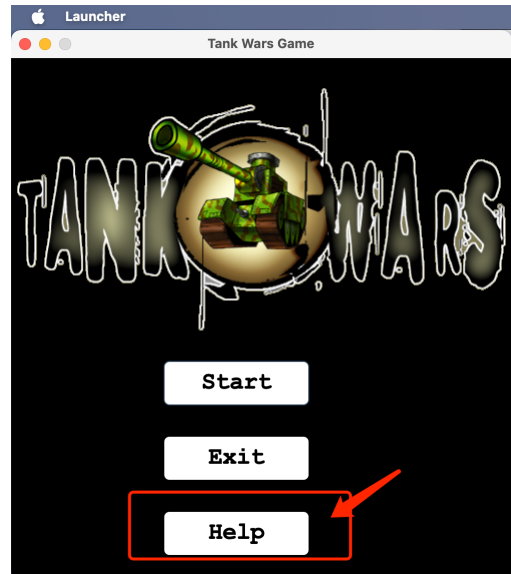 Launcher
Tank Wars Game
TANK WARS
Start
Exit
Help